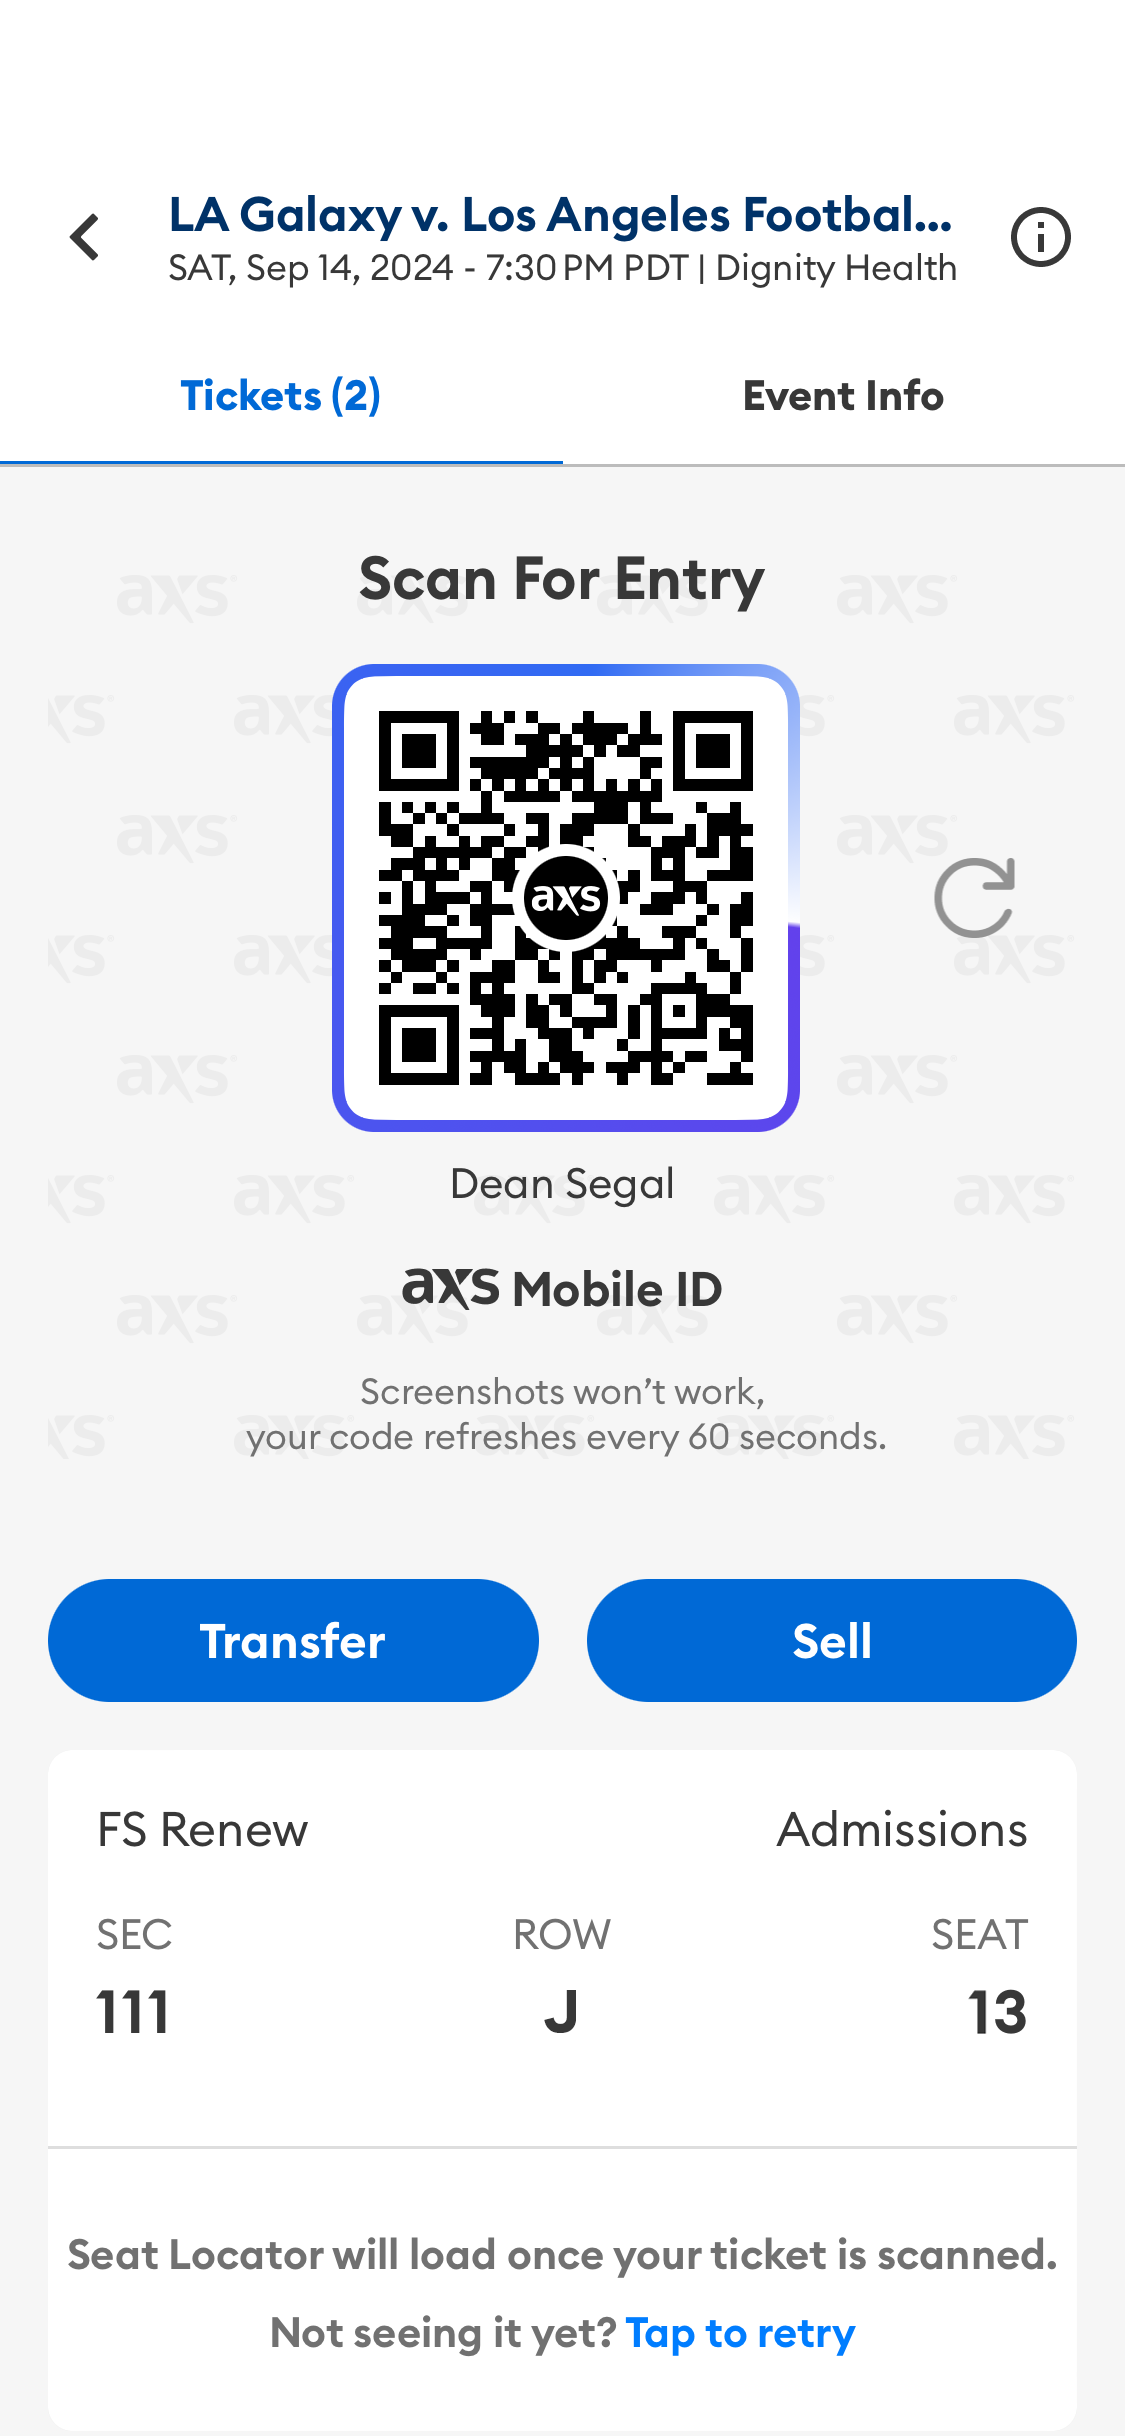 LA Galaxy v. Los Angeles Footbal...
SAT, Sep 14, 2024 - 7:30 PM PDT | Dignity Health
Tickets (2)
Event Info
Scan For Entry
axs
Dean Segal
axs Mobile ID
Screenshots won't work,
your code refreshes every 60 seconds.
Transfer
Sell
FS Renew
Admissions
SEC
ROW
SEAT
111
J
13
Seat Locator will load once your ticket is scanned.
Not seeing it yet? Tap to retry